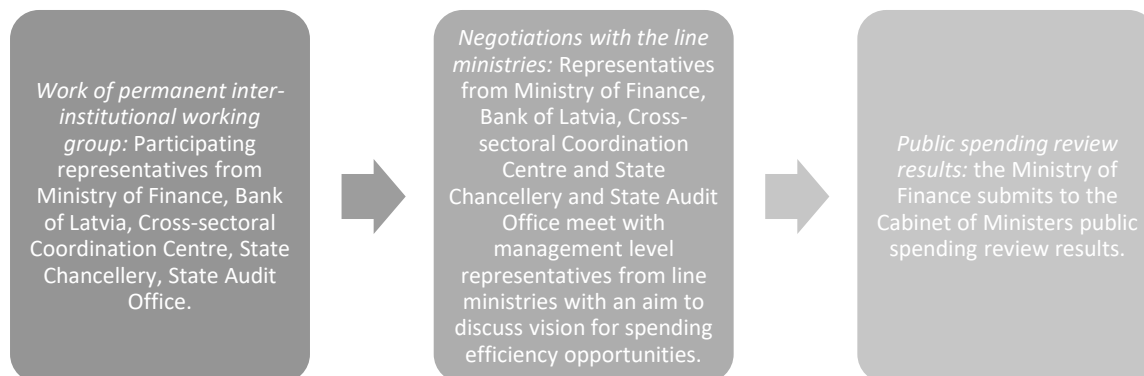 Work of permanent inter-
institutional working
group: Participating
representatives from
Ministry of Finance, Bank
of Latvia, Cross-sectoral
Coordination Centre, State
Chancellery, State Audit
Office.
Negotiations with the line
ministries: Representatives
from Ministry of Finance,
Bank of Latvia, Cross-
sectoral Coordination
Centre and State
Chancellery and State Audit
Office meet with
management level
representatives from line
ministries with an aim to
discuss vision for spending
efficiency opportunities.
Public spending review
results: the Ministry of
Finance submits to the
Cabinet of Ministers public
spending review results.